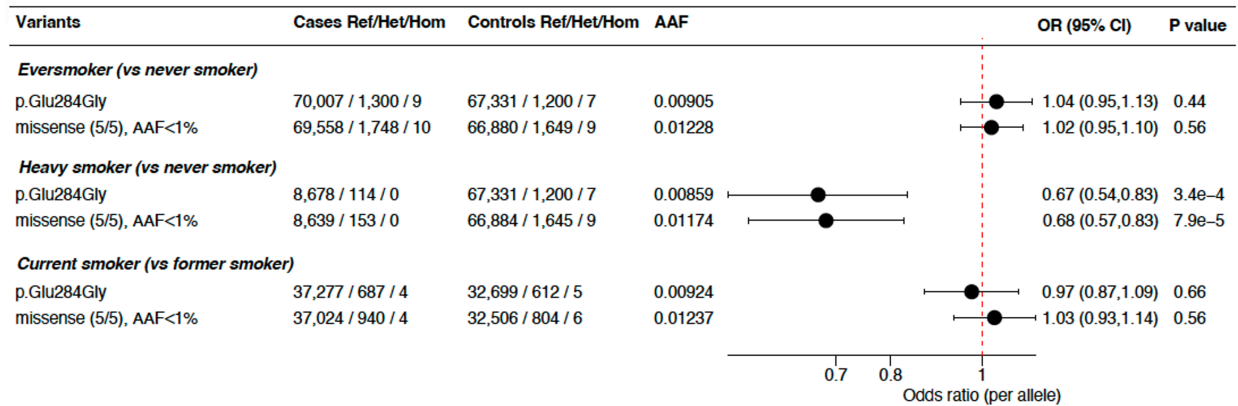 Variants Cases Ref/Het/Hom Controls Ref/Het/Hom AAF OR (95% CI) P value
Eversmoker (vs never smoker)
p.Glu284Gly 70,007 / 1,300 / 9 67,331 / 1,200 / 7 0.00905 1.04 (0.95,1.13) 0.44
missense (5/5), AAF<1% 69,558 / 1,748 / 10 66,880 / 1,649 / 9 0.01228 1.02 (0.95,1.10) 0.56
Heavy smoker (vs never smoker)
p.Glu284Gly 8,678 / 114 / 0 67,331 / 1,200 / 7 0.00859 0.67 (0.54,0.83) 3.4e−4
missense (5/5), AAF<1% 8,639 / 153 / 0 66,884 / 1,645 / 9 0.01174 0.68 (0.57,0.83) 7.9e−5
Current smoker (vs former smoker)
p.Glu284Gly 37,277 / 687 / 4 32,699 / 612 / 5 0.00924 0.97 (0.87,1.09) 0.66
missense (5/5), AAF<1% 37,024 / 940 / 4 32,506 / 804 / 6 0.01237 1.03 (0.93,1.14) 0.56
0.7 0.8 1
Odds ratio (per allele)